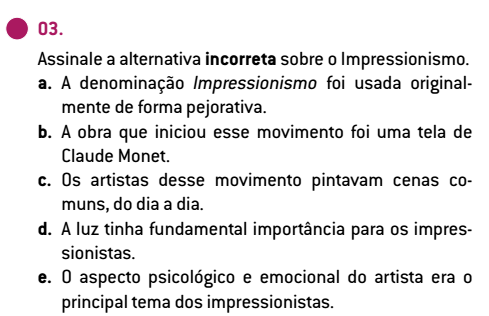 03.
Assinale a alternativa incorreta sobre o Impressionismo.
a. A denominação Impressionismo foi usada original-
mente de forma pejorativa.
b. A obra que iniciou esse movimento foi uma tela de
Claude Monet.
c. Os artistas desse movimento pintavam cenas co-
muns, do dia a dia.
d. A luz tinha fundamental importância para os impres-
sionistas.
e. O aspecto psicológico e emocional do artista era o
principal tema dos impressionistas.